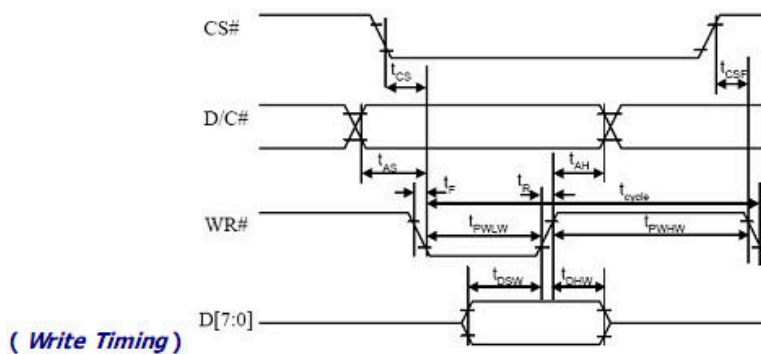 CS#
tCS
tCSF
D/C#
tAS
tAH
tF
tR
tcycle
WR#
tPWLW
tPWHW
tDSW
tDHW
D[7:0]
( Write Timing )